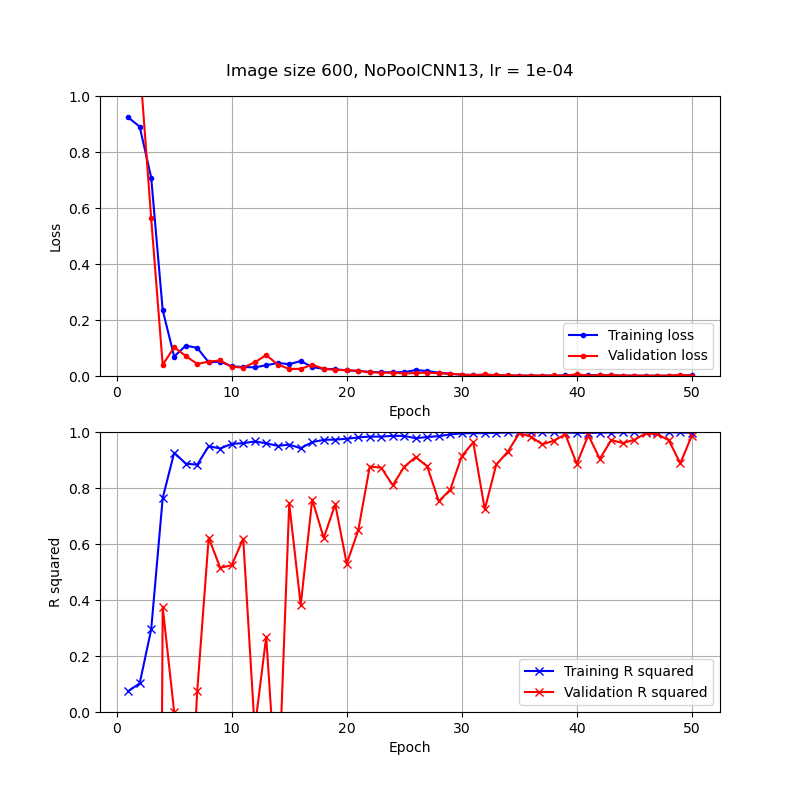 Image size 600, NoPoolCNN13, lr = 1e-04
1.0
0.8
0.6
0.4
0.2
0.0
Loss
Training loss
Validation loss
0 10 20 30 40 50
Epoch
1.0
0.8
0.6
0.4
0.2
0.0
R squared
Training R squared
Validation R squared
0 10 20 30 40 50
Epoch